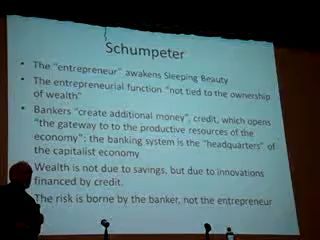 Schumpeter
• The "entrepreneur" awakens Sleeping Beauty
• The entrepreneurial function "not tied to the ownership
of wealth"
• Bankers "create additional money", credit, which opens
"the gateway to to the productive resources of the
economy": the banking system is the "headquarters" of
the capitalist economy
Wealth is not due to savings, but due to innovations
financed by credit.
The risk is borne by the banker, not the entrepreneur